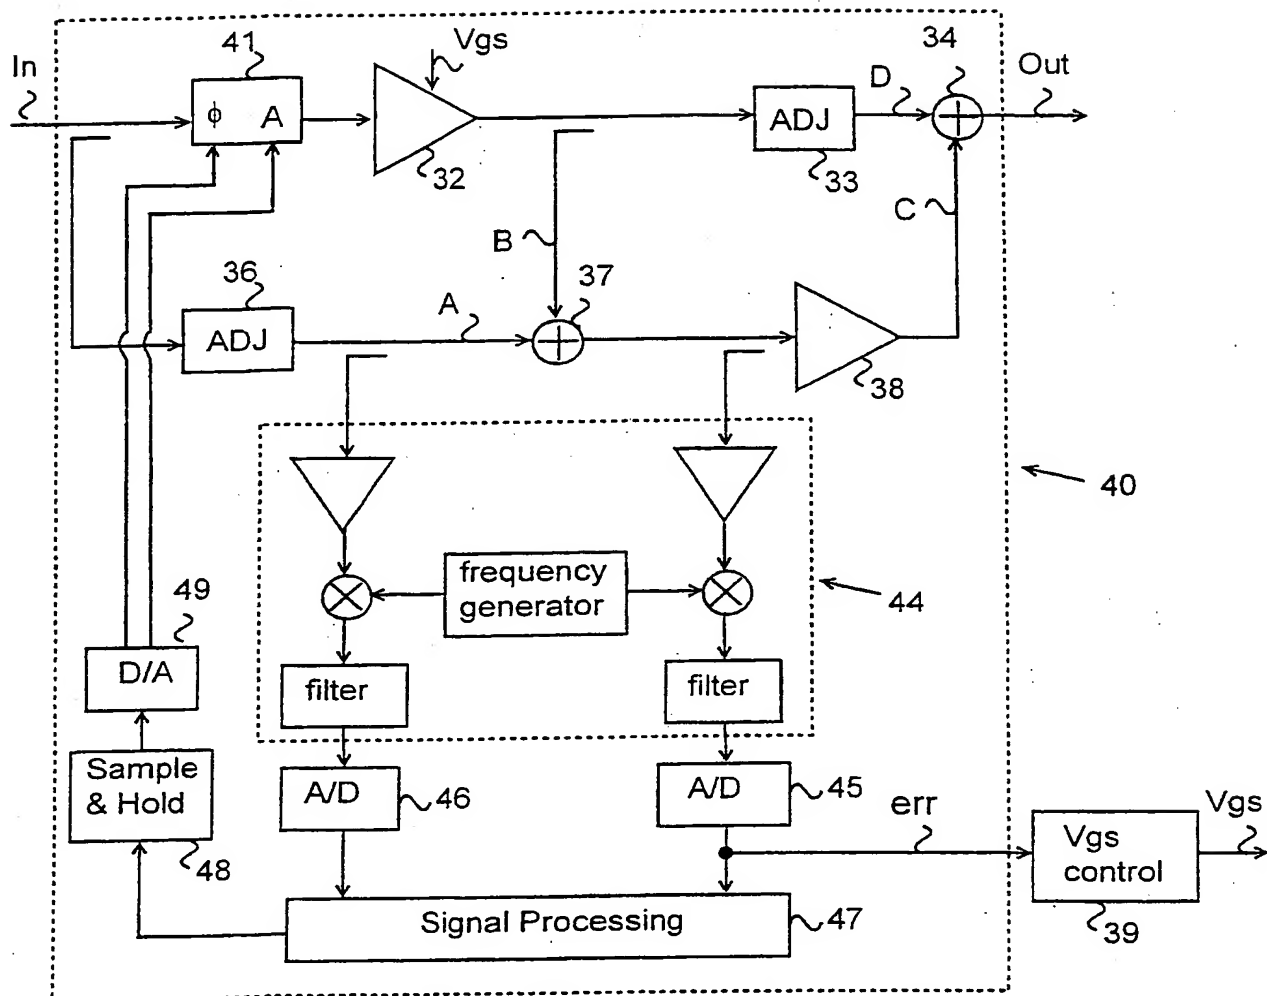 In
41
ϕ A
Vgs
32
ADJ
33
D
34
Out
B
C
36
ADJ
A
37
38
40
frequency
generator
44
filter
filter
49
D/A
Sample
& Hold
48
A/D
46
A/D
45
err
Vgs
control
39
Vgs
Signal Processing
47